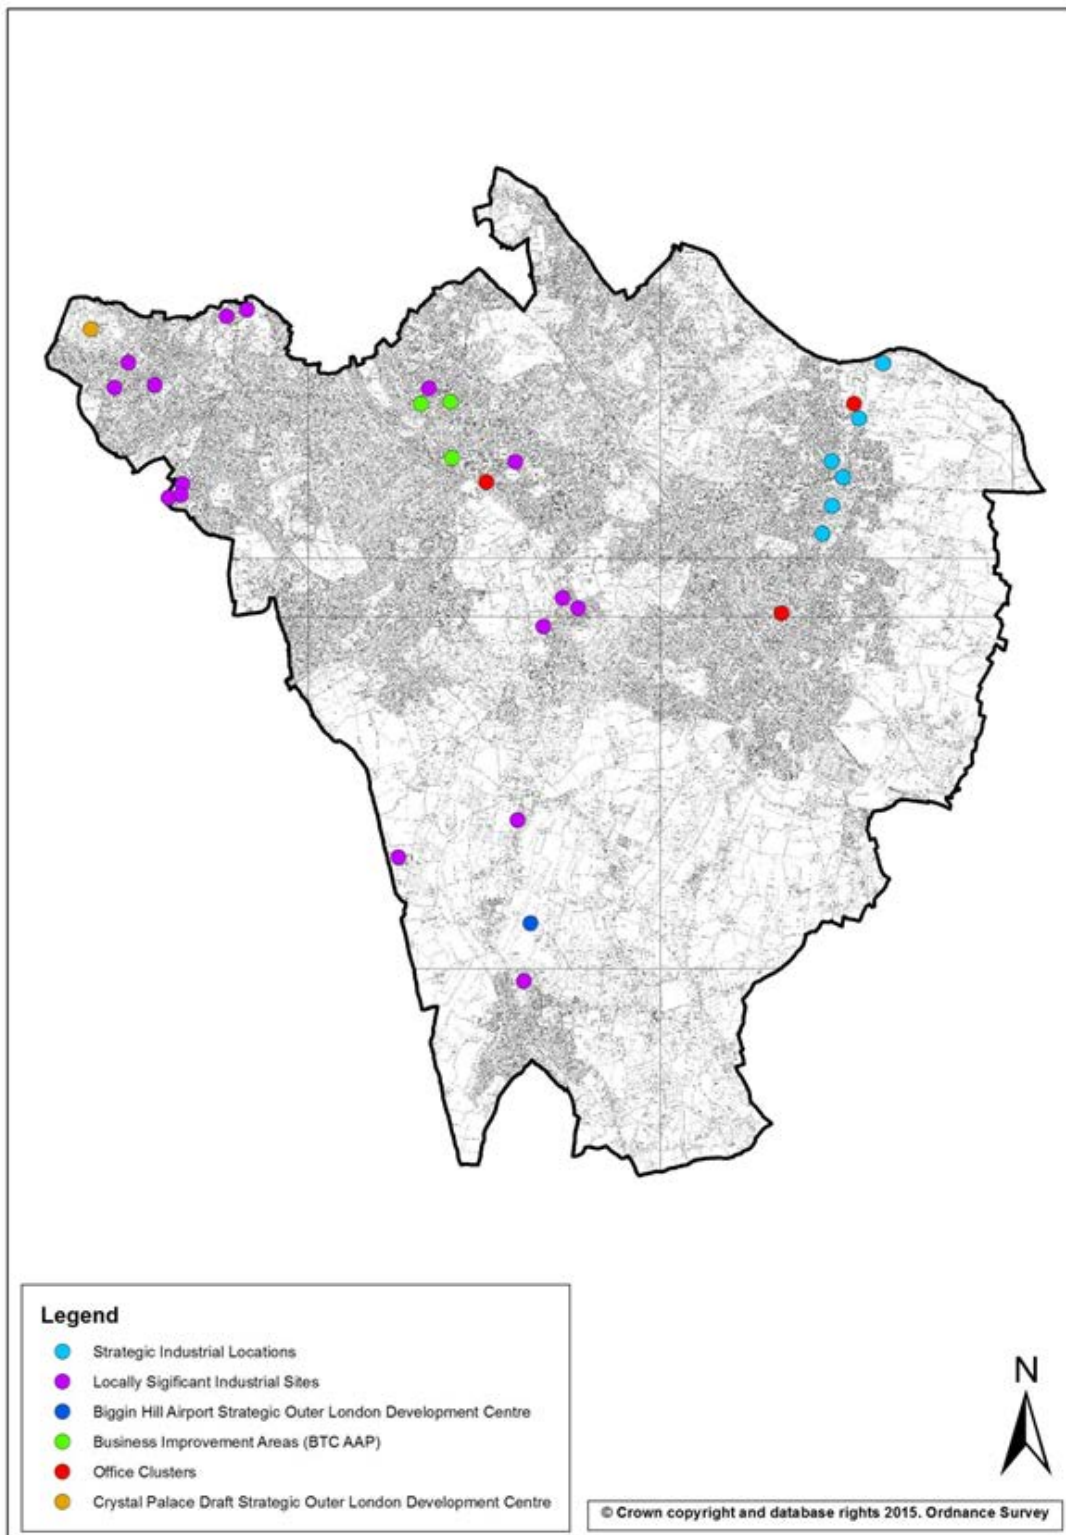 Legend
Strategic Industrial Locations
Locally Sigificant Industrial Sites
Biggin Hill Airport Strategic Outer London Development Centre
Business Improvement Areas (BTC AAP)
Office Clusters
Crystal Palace Draft Strategic Outer London Development Centre
N
© Crown copyright and database rights 2015. Ordnance Survey